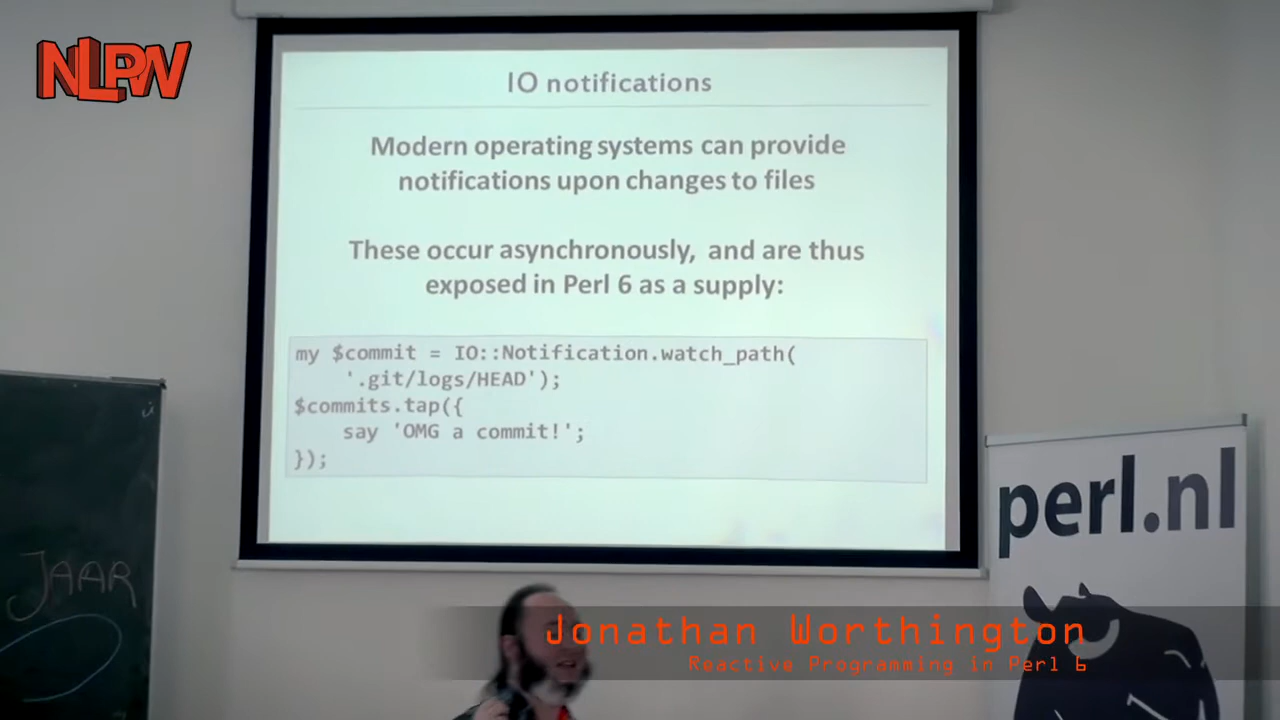 NLPW
IO notifications
Modern operating systems can provide
notifications upon changes to files
These occur asynchronously, and are thus
exposed in Perl 6 as a supply:
my $commit = IO::Notification.watch_path(
'.git/logs/HEAD');
$commits.tap({
say 'OMG a commit!';
});
JAAR
perl.nl
Jonathan Worthington
Reactive Programming in Perl 6